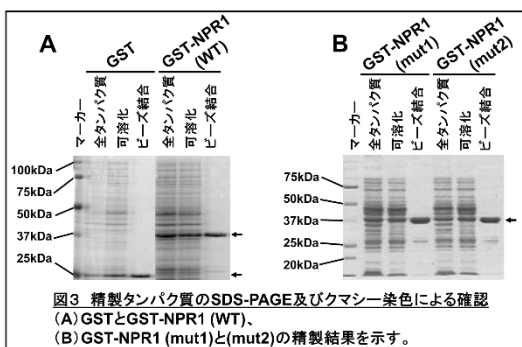 A
GST
GST-NPR1
(WT)
マーカー
全タンパク質
可溶化
ビーズ結合
全タンパク質
可溶化
ビーズ結合
100kDa
75kDa
50kDa
37kDa
25kDa
B
GST-NPR1
(mut1)
GST-NPR1
(mut2)
マーカー
全タンパク質
可溶化
ビーズ結合
全タンパク質
可溶化
ビーズ結合
75kDa
50kDa
37kDa
25kDa
20kDa
図3 精製タンパク質のSDS-PAGE及びクマシー染色による確認
(A)GSTとGST-NPR1 (WT)、
(B)GST-NPR1 (mut1)と(mut2)の精製結果を示す。